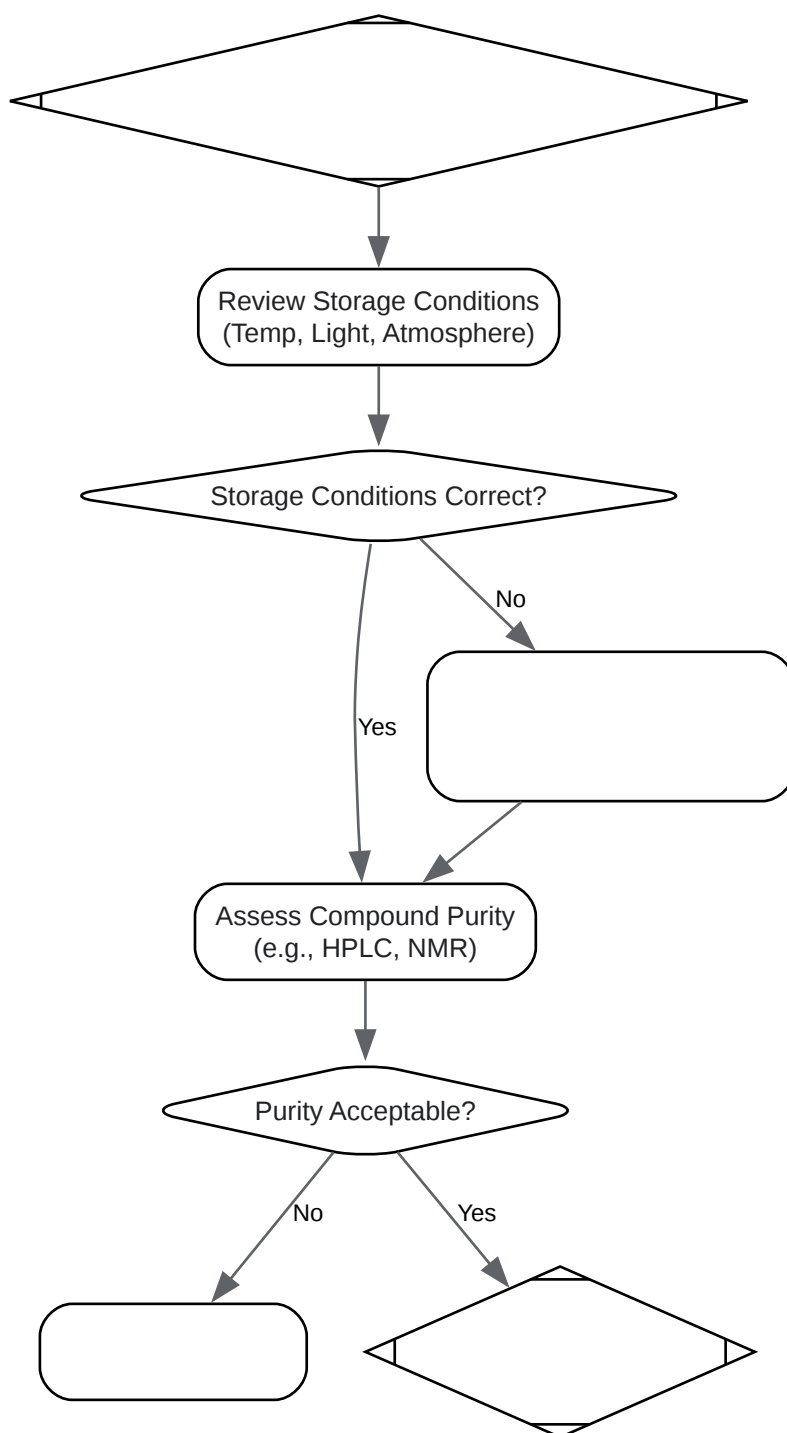 Review Storage Conditions
(Temp, Light, Atmosphere)
Storage Conditions Correct?
No
Yes
Assess Compound Purity
(e.g., HPLC, NMR)
Purity Acceptable?
No
Yes